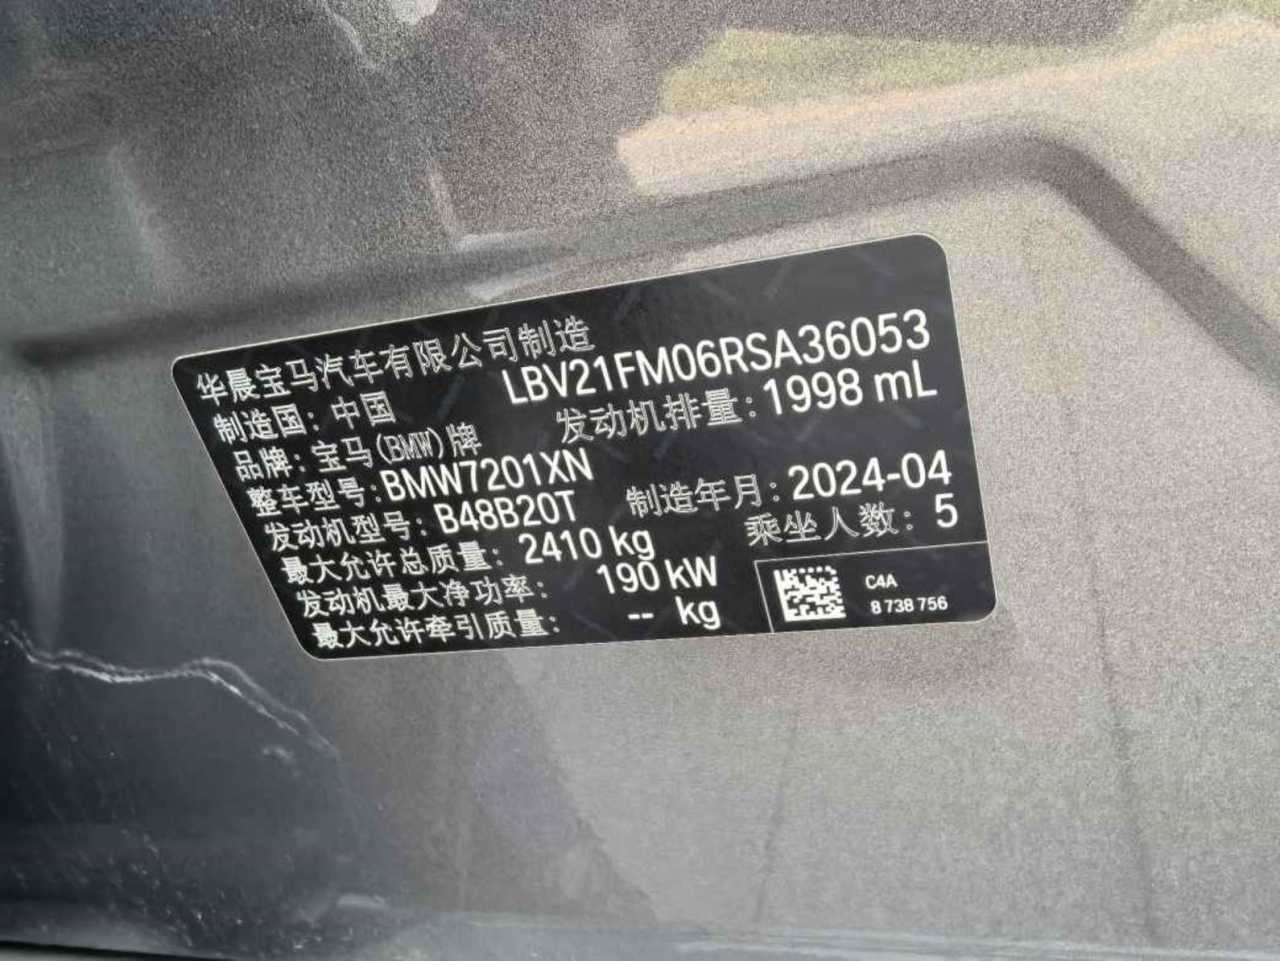 华晨宝马汽车有限公司制造
LBV21FM06RSA36053
制造国: 中国
发动机排量: 1998 mL
品牌: 宝马(BMW)牌
整车型号: BMW7201XN
制造年月: 2024-04
发动机型号: B48B20T
乘坐人数: 5
最大允许总质量: 2410 kg
发动机最大净功率: 190 kW
最大允许牵引质量: -- kg
C4A
8 738 756